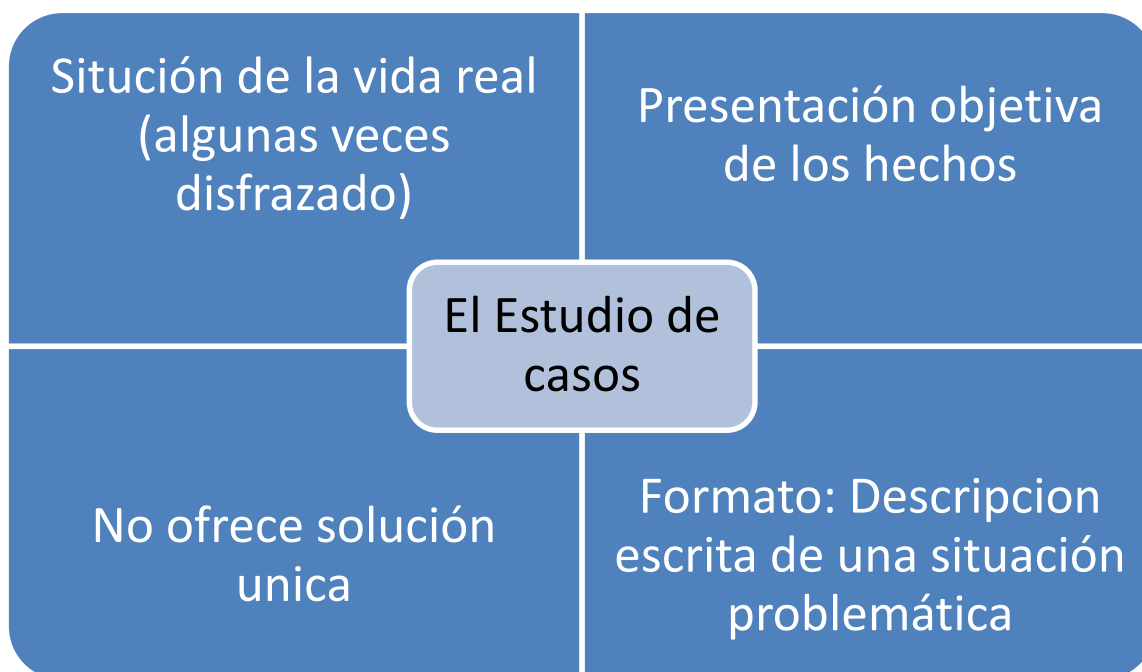 Situción de la vida real
(algunas veces
disfrazado)
Presentación objetiva
de los hechos
El Estudio de
casos
No ofrece solución
unica
Formato: Descripcion
escrita de una situación
problemática